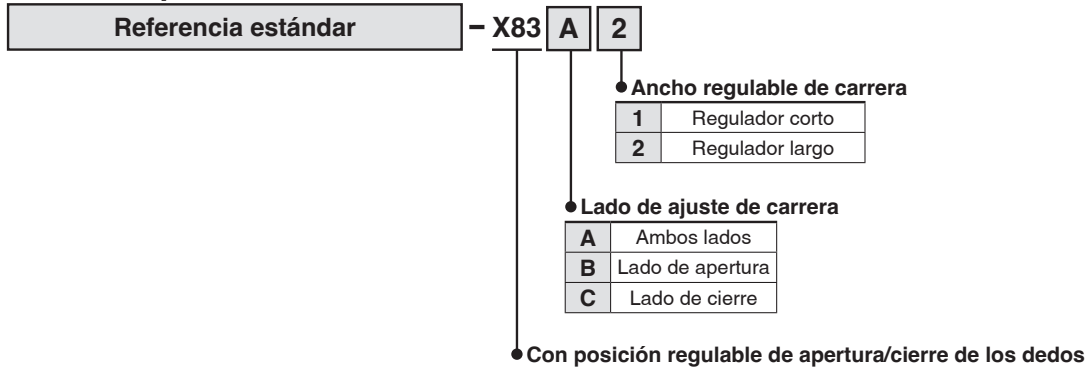 Referencia estándar – X83 A 2
Ancho regulable de carrera
1 Regulador corto
2 Regulador largo
Lado de ajuste de carrera
A Ambos lados
B Lado de apertura
C Lado de cierre
Con posición regulable de apertura/cierre de los dedos